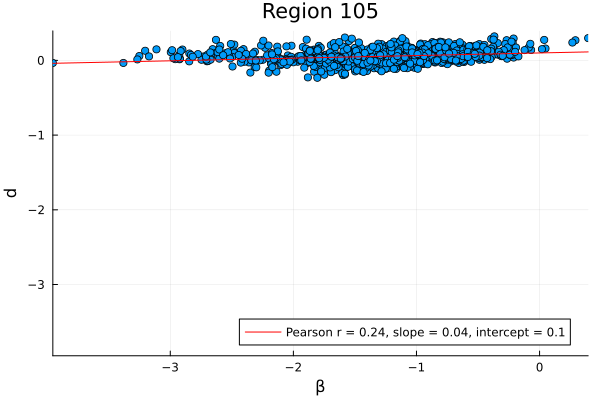 Region 105
d
0
−1
−2
−3
Pearson r = 0.24, slope = 0.04, intercept = 0.1
−3 −2 −1 0
β